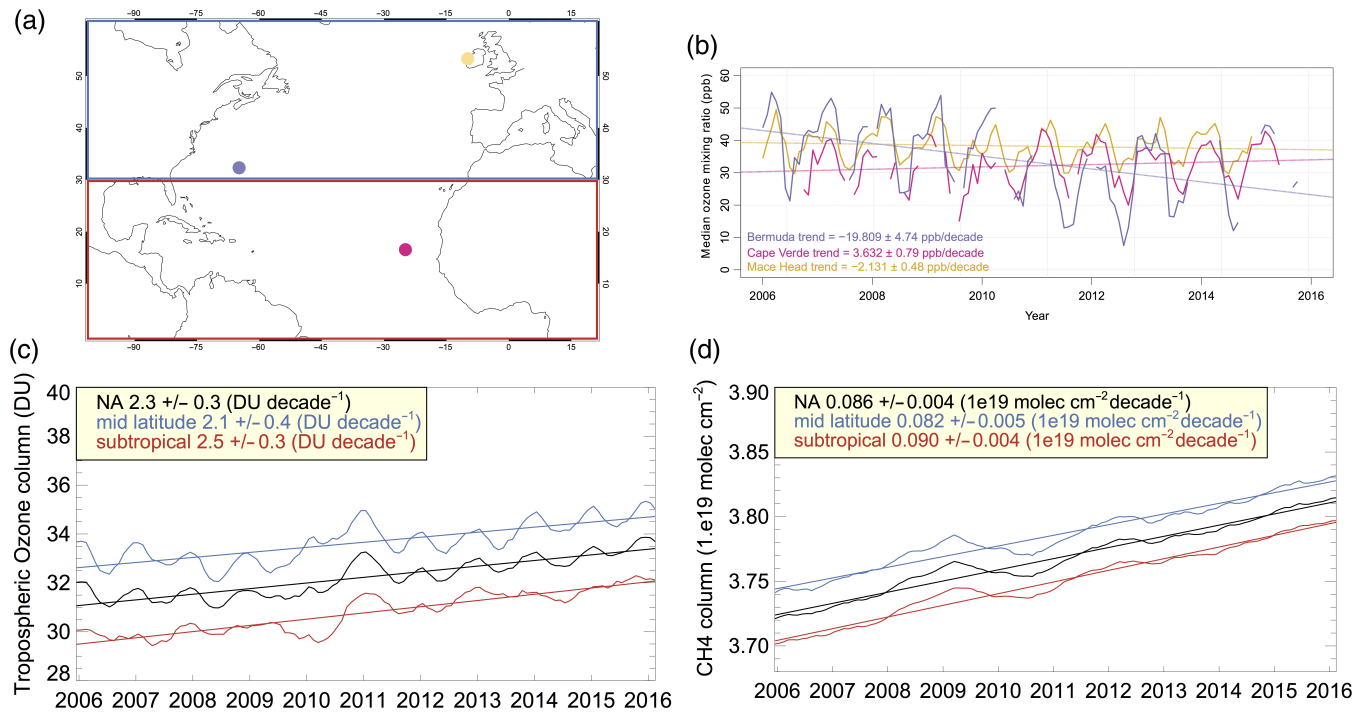 (a)
−90 −75 −60 −45 −30 −15 0 15
50 50
40 40
30 30
20 20
10 10
−90 −75 −60 −45 −30 −15 0 15
(b)
Median ozone mixing ratio (ppb)
60
50
40
30
20
10
0
Bermuda trend = −19.809 ± 4.74 ppb/decade
Cape Verde trend = 3.632 ± 0.79 ppb/decade
Mace Head trend = −2.131 ± 0.48 ppb/decade
2006 2008 2010 2012 2014 2016
Year
(c)
Tropospheric Ozone column (DU)
40
38
36
34
32
30
28
NA 2.3 +/− 0.3 (DU decade⁻¹)
mid latitude 2.1 +/− 0.4 (DU decade⁻¹)
subtropical 2.5 +/− 0.3 (DU decade⁻¹)
2006 2007 2008 2009 2010 2011 2012 2013 2014 2015 2016
(d)
CH4 column (1.e19 molec cm⁻²)
3.90
3.85
3.80
3.75
3.70
NA 0.086 +/− 0.004 (1e19 molec cm⁻² decade⁻¹)
mid latitude 0.082 +/− 0.005 (1e19 molec cm⁻² decade⁻¹)
subtropical 0.090 +/− 0.004 (1e19 molec cm⁻² decade⁻¹)
2006 2007 2008 2009 2010 2011 2012 2013 2014 2015 2016